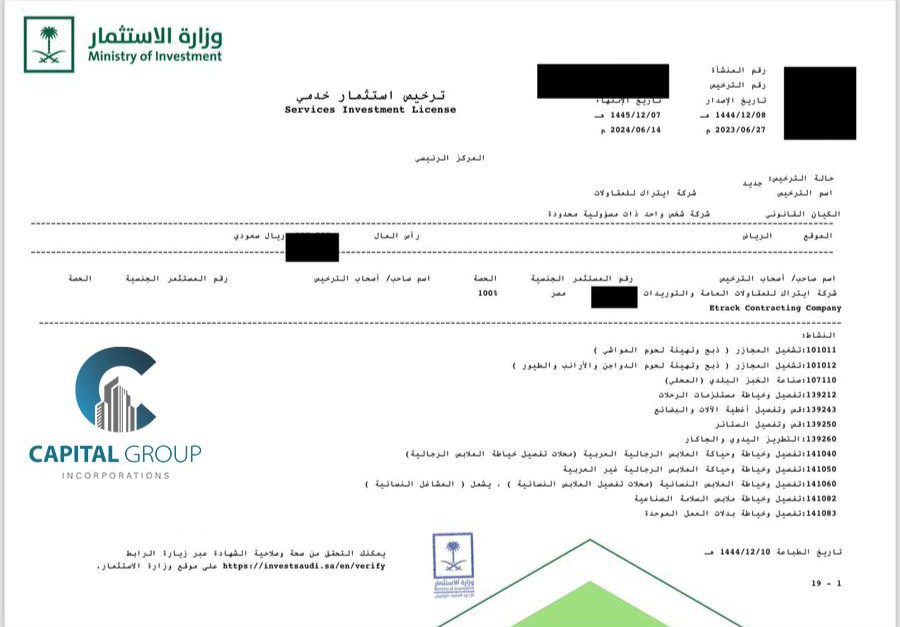 وزارة الاستثمار
Ministry of Investment
ترخيص استثمار خدمي
Services Investment License
رقم المنشأة
رقم الترخيص
تاريخ الإصدار تاريخ الإنتهاء
1444/12/08 هـ 1445/12/07 هـ
2023/06/27 م 2024/06/14 م
المركز الرئيسي
حالة الترخيص: جديد
اسم الترخيص شركة ايتراك للمقاولات
الكيان القانوني شركة شخص واحد ذات مسؤولية محدودة
الموقع الرياض رأس المال ريال سعودي
اسم صاحب/ أصحاب الترخيص رقم المستثمر الجنسية الحصة اسم صاحب/ أصحاب الترخيص رقم المستثمر الجنسية الحصة
شركة ايتراك للمقاولات العامة والتوريدات مصر 100%
Etrack Contracting Company
النشاط:
101011:تشغيل المجازر ( ذبح وتهيئة لحوم المواشي )
101012:تشغيل المجازر ( ذبح وتهيئة لحوم الدواجن والأرانب والطيور )
107110:صناعة الخبز البلدي (المحلي)
139212:تفصيل وخياطة مستلزمات الرحلات
139243:قص وتفصيل أغطية الآلات والبضائع
139250:قص وتفصيل الستائر
139260:التطريز اليدوي والجاكار
141040:تفصيل وخياطة وحياكة الملابس الرجالية العربية (محلات تفصيل خياطة الملابس الرجالية)
141050:تفصيل وخياطة وحياكة الملابس الرجالية غير العربية
141060:تفصيل وخياطة الملابس النسائية (محلات تفصيل الملابس النسائية ) ، يشمل ( المشاغل النسائية )
141082:تفصيل وخياطة ملابس السلامة الصناعية
141083:تفصيل وخياطة بدلات العمل الموحدة
CAPITAL GROUP
INCORPORATIONS
تاريخ الطباعة 1444/12/10 هـ
يمكنك التحقق من صحة وصلاحية الشهادة عبر زيارة الرابط
https://investsaudi.sa/en/verify على موقع وزارة الاستثمار.
وزارة الاستثمار
Ministry of Investment
19 - 1